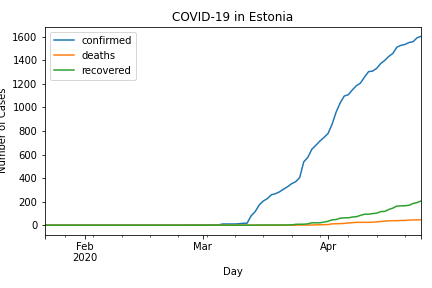 COVID-19 in Estonia
confirmed
deaths
recovered
1600
1400
1200
1000
800
600
400
200
0
Number of Cases
Feb
2020
Mar
Apr
Day